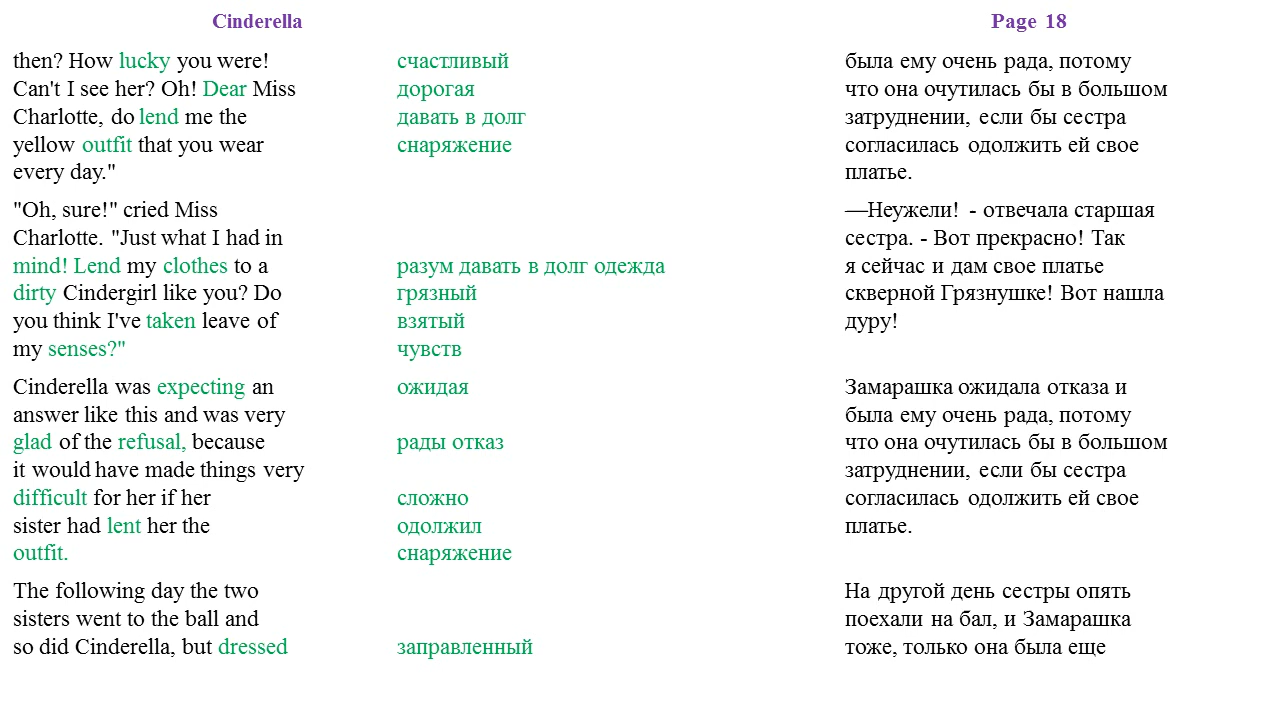 Cinderella
Page 18
then? How lucky you were!
Can't I see her? Oh! Dear Miss
Charlotte, do lend me the
yellow outfit that you wear
every day."
"Oh, sure!" cried Miss
Charlotte. "Just what I had in
mind! Lend my clothes to a
dirty Cindergirl like you? Do
you think I've taken leave of
my senses?"
Cinderella was expecting an
answer like this and was very
glad of the refusal, because
it would have made things very
difficult for her if her
sister had lent her the
outfit.
The following day the two
sisters went to the ball and
so did Cinderella, but dressed
счастливый
дорогая
давать в долг
снаряжение
разум давать в долг одежда
грязный
взятый
чувств
ожидая
рады отказ
сложно
одолжил
снаряжение
заправленный
была ему очень рада, потому
что она очутилась бы в большом
затруднении, если бы сестра
согласилась одолжить ей свое
платье.
—Неужели! - отвечала старшая
сестра. - Вот прекрасно! Так
я сейчас и дам свое платье
скверной Грязнушке! Вот нашла
дуру!
Замарашка ожидала отказа и
была ему очень рада, потому
что она очутилась бы в большом
затруднении, если бы сестра
согласилась одолжить ей свое
платье.
На другой день сестры опять
поехали на бал, и Замарашка
тоже, только она была еще